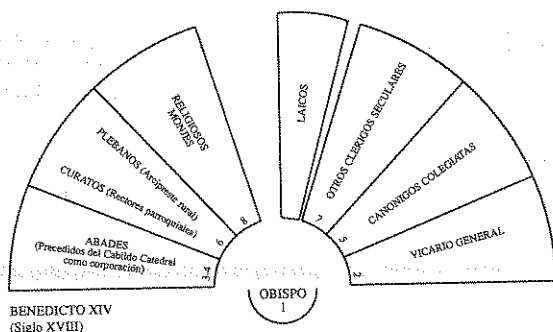 RELIGIOSOS
MONJES
8
PLEBANOS (Arcipreste rural)
CURATOS (Rectores parroquiales)
6
ABADES
(Precedidos del Cabildo Catedral
como corporación)
3-4
LAICOS
OTROS CLERIGOS SECULARES
7
CANONIGOS COLEGIATAS
5
VICARIO GENERAL
2
OBISPO
1
BENEDICTO XIV
(Siglo XVIII)